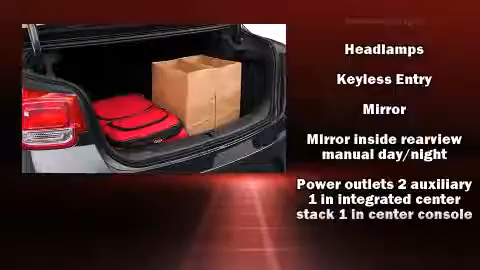 Headlamps
Keyless Entry
Mirror
MIrror inside rearview
manual day/night
Power outlets 2 auxiliary
1 in integrated center
stack 1 in center console